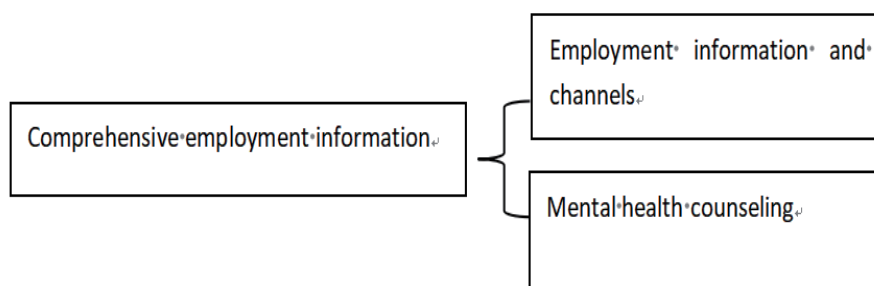 Employment information and
channels
Comprehensive employment information
Mental health counseling